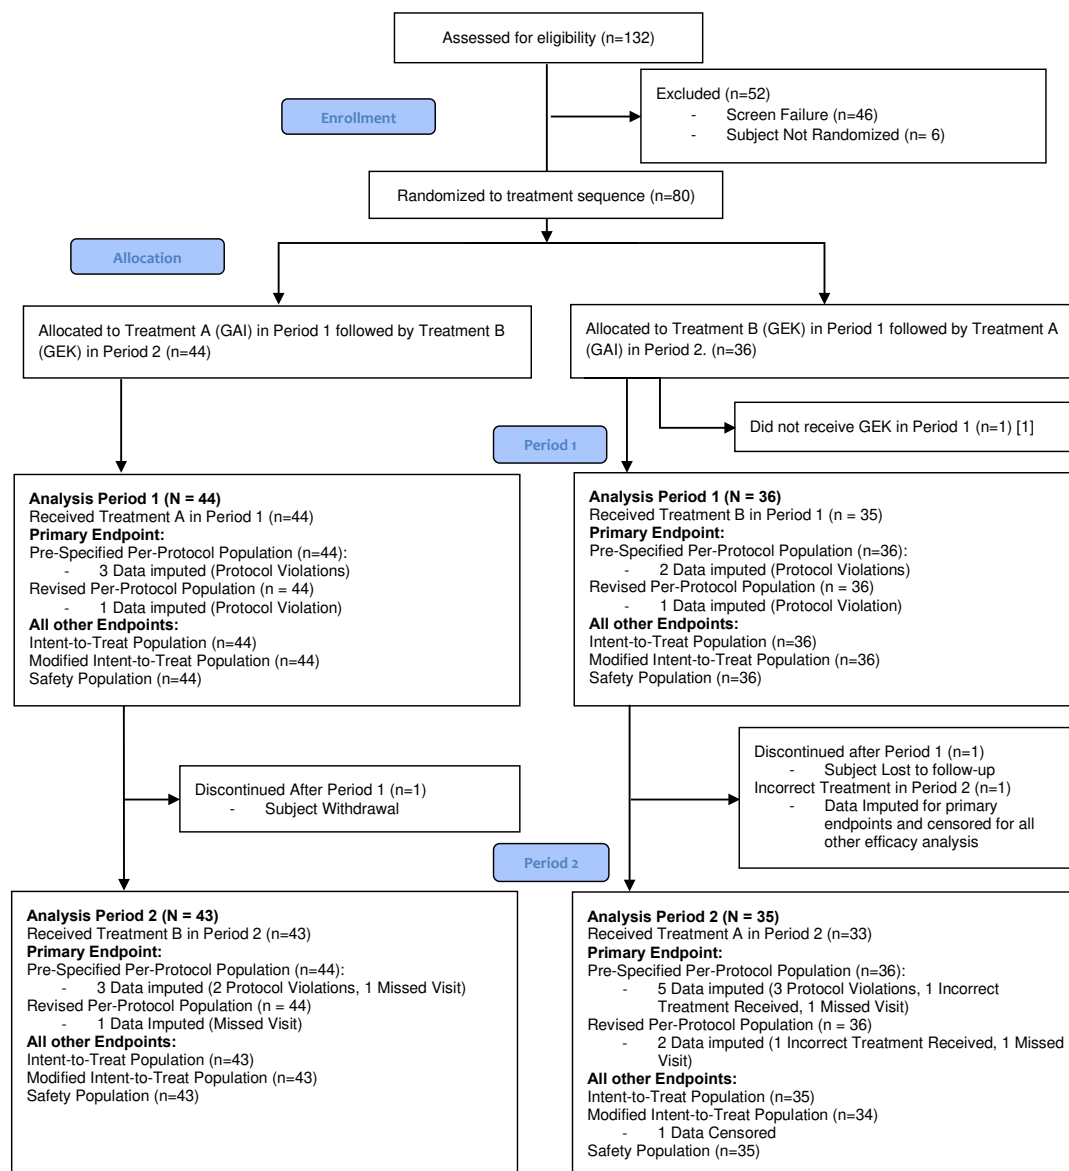 Assessed for eligibility (n=132)
Excluded (n=52)
- Screen Failure (n=46)
- Subject Not Randomized (n= 6)
Enrollment
Randomized to treatment sequence (n=80)
Allocation
Allocated to Treatment A (GAI) in Period 1 followed by Treatment B
(GEK) in Period 2 (n=44)
Allocated to Treatment B (GEK) in Period 1 followed by Treatment A
(GAI) in Period 2. (n=36)
Did not receive GEK in Period 1 (n=1) [1]
Period 1
Analysis Period 1 (N = 44)
Received Treatment A in Period 1 (n=44)
Primary Endpoint:
Pre-Specified Per-Protocol Population (n=44):
- 3 Data imputed (Protocol Violations)
Revised Per-Protocol Population (n = 44)
- 1 Data imputed (Protocol Violation)
All other Endpoints:
Intent-to-Treat Population (n=44)
Modified Intent-to-Treat Population (n=44)
Safety Population (n=44)
Analysis Period 1 (N = 36)
Received Treatment B in Period 1 (n = 35)
Primary Endpoint:
Pre-Specified Per-Protocol Population (n=36):
- 2 Data imputed (Protocol Violations)
Revised Per-Protocol Population (n = 36)
- 1 Data imputed (Protocol Violation)
All other Endpoints:
Intent-to-Treat Population (n=36)
Modified Intent-to-Treat Population (n=36)
Safety Population (n=36)
Discontinued After Period 1 (n=1)
- Subject Withdrawal
Discontinued after Period 1 (n=1)
- Subject Lost to follow-up
Incorrect Treatment in Period 2 (n=1)
- Data Imputed for primary
endpoints and censored for all
other efficacy analysis
Period 2
Analysis Period 2 (N = 43)
Received Treatment B in Period 2 (n=43)
Primary Endpoint:
Pre-Specified Per-Protocol Population (n=44):
- 3 Data imputed (2 Protocol Violations, 1 Missed Visit)
Revised Per-Protocol Population (n = 44)
- 1 Data Imputed (Missed Visit)
All other Endpoints:
Intent-to-Treat Population (n=43)
Modified Intent-to-Treat Population (n=43)
Safety Population (n=43)
Analysis Period 2 (N = 35)
Received Treatment A in Period 2 (n=33)
Primary Endpoint:
Pre-Specified Per-Protocol Population (n=36):
- 5 Data imputed (3 Protocol Violations, 1 Incorrect
Treatment Received, 1 Missed Visit)
Revised Per-Protocol Population (n = 36)
- 2 Data imputed (1 Incorrect Treatment Received, 1 Missed
Visit)
All other Endpoints:
Intent-to-Treat Population (n=35)
Modified Intent-to-Treat Population (n=34)
- 1 Data Censored
Safety Population (n=35)